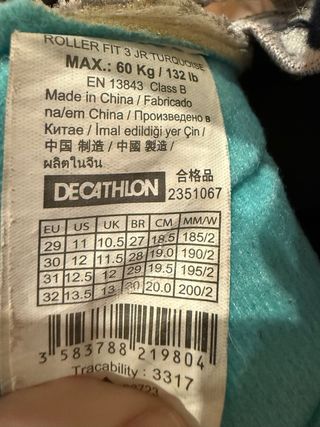 ROLLER FIT 3 JR TURQUOISE
MAX.: 60 Kg / 132 lb
EN 13843 Class B
Made in China / Fabricado
na/em China / Произведено в
Китае / İmal edildiği yer Çin /
中国 制造 / 中國 製造 /
ผลิตในจีน
合格品
DECATHLON 2351067
EU US UK BR CM MM/W
29 11 10.5 27 18.5 185/2
30 12 11.5 28 19.0 190/2
31 12.5 12 29 19.5 195/2
32 13.5 13 30 20.0 200/2
3 583788 219804
Tracability : 3317